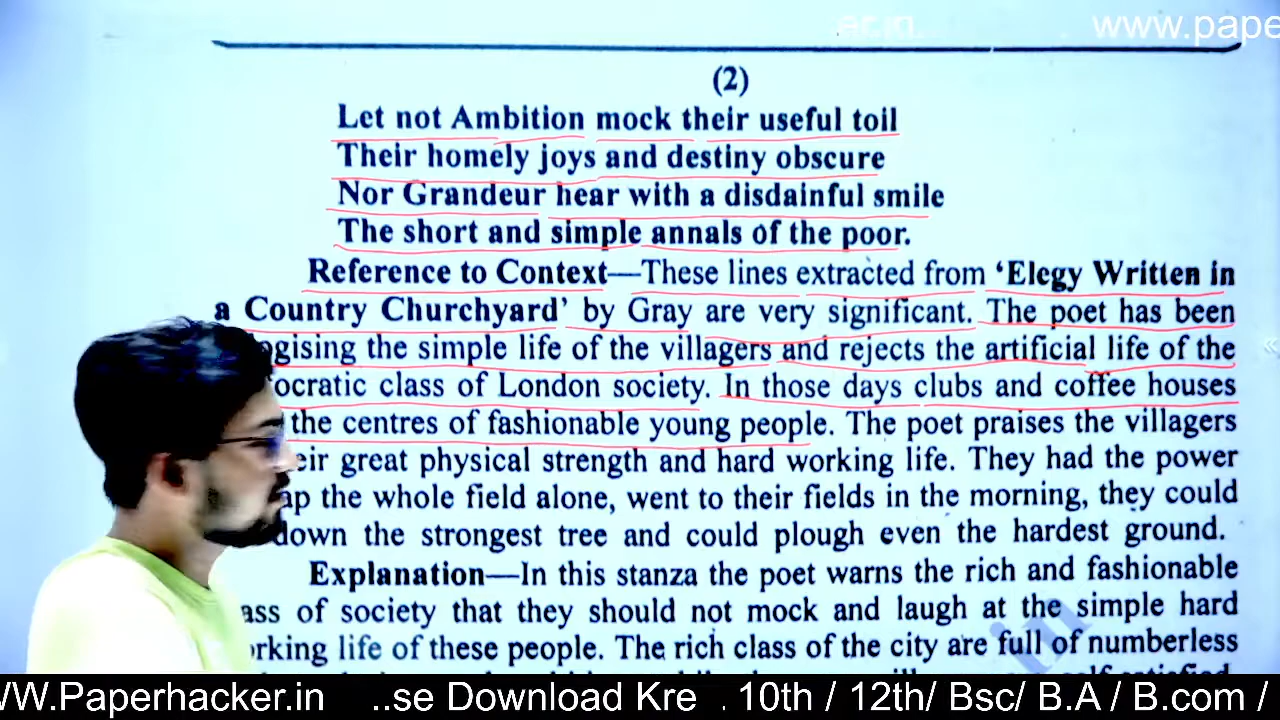 www.pape
(2)
Let not Ambition mock their useful toil
Their homely joys and destiny obscure
Nor Grandeur hear with a disdainful smile
The short and simple annals of the poor.
Reference to Context—These lines extracted from ‘Elegy Written in
a Country Churchyard’ by Gray are very significant. The poet has been
ogising the simple life of the villagers and rejects the artificial life of the
ocratic class of London society. In those days clubs and coffee houses
the centres of fashionable young people. The poet praises the villagers
eir great physical strength and hard working life. They had the power
ap the whole field alone, went to their fields in the morning, they could
down the strongest tree and could plough even the hardest ground.
Explanation—In this stanza the poet warns the rich and fashionable
ass of society that they should not mock and laugh at the simple hard
orking life of these people. The rich class of the city are full of numberless
WW.Paperhacker.in ..se Download Kre . 10th / 12th/ Bsc/ B.A / B.com /